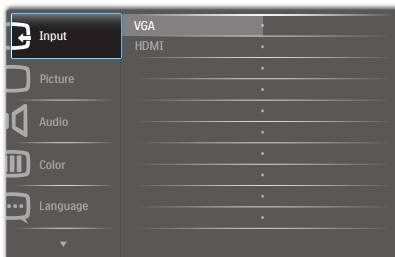 Input
VGA
HDMI
Picture
Audio
Color
Language